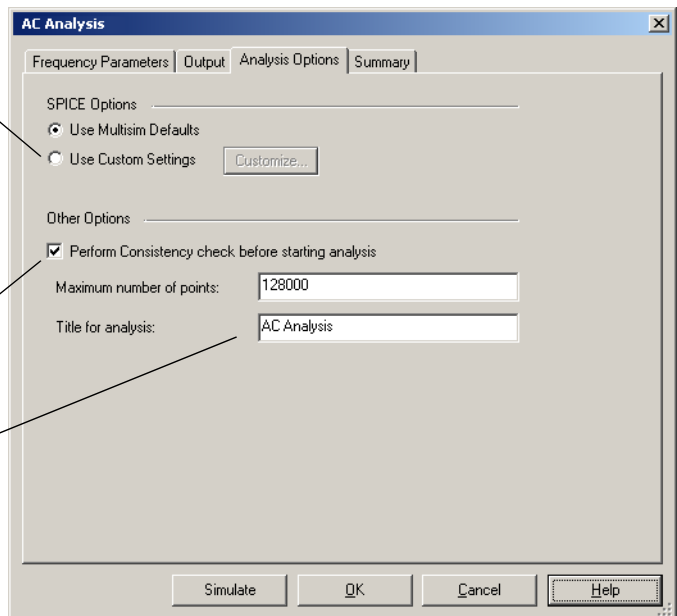 AC Analysis
Frequency Parameters Output Analysis Options Summary
SPICE Options
Use Multisim Defaults
Use Custom Settings Customize...
Other Options
Perform Consistency check before starting analysis
Maximum number of points: 128000
Title for analysis: AC Analysis
Simulate OK Cancel Help